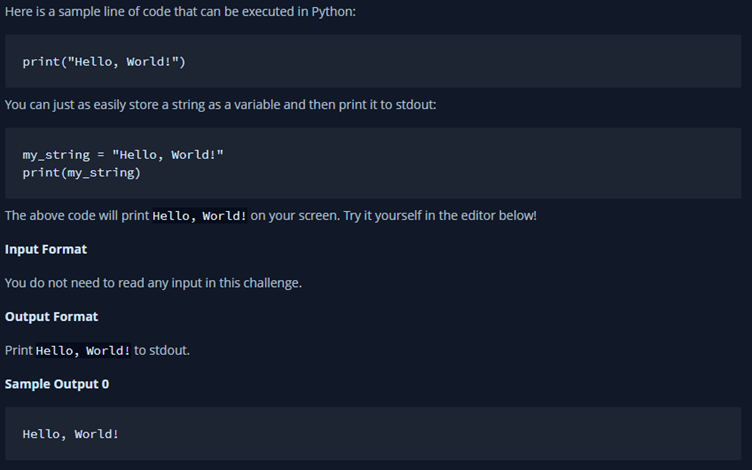 Here is a sample line of code that can be executed in Python:
print("Hello, World!")
You can just as easily store a string as a variable and then print it to stdout:
my_string = "Hello, World!"
print(my_string)
The above code will print Hello, World! on your screen. Try it yourself in the editor below!
Input Format
You do not need to read any input in this challenge.
Output Format
Print Hello, World! to stdout.
Sample Output 0
Hello, World!